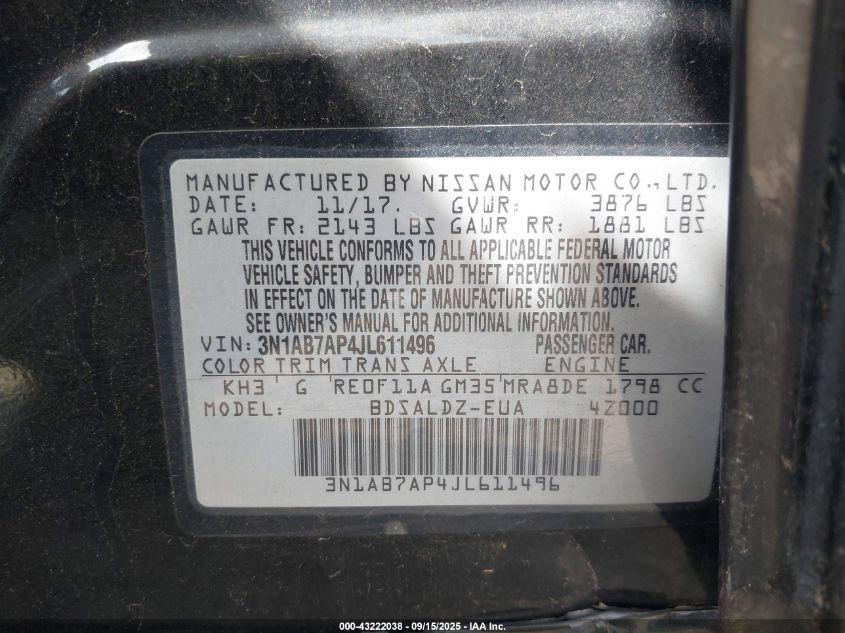 MANUFACTURED BY NISSAN MOTOR CO., LTD.
DATE: 11/17. GVWR: 3876 LBS
GAWR FR: 2143 LBS GAWR RR: 1881 LBS
THIS VEHICLE CONFORMS TO ALL APPLICABLE FEDERAL MOTOR
VEHICLE SAFETY, BUMPER AND THEFT PREVENTION STANDARDS
IN EFFECT ON THE DATE OF MANUFACTURE SHOWN ABOVE.
SEE OWNER'S MANUAL FOR ADDITIONAL INFORMATION.
VIN: 3N1AB7AP4JL611496 PASSENGER CAR.
COLOR TRIM TRANS AXLE ENGINE
KH3 G RE0F11A GM35 MRA8DE 1798 CC
MODEL: BDSALDZ-EUA 4Z000
3N1AB7AP4JL611496
000-43222038 - 09/15/2025 - IAA Inc.